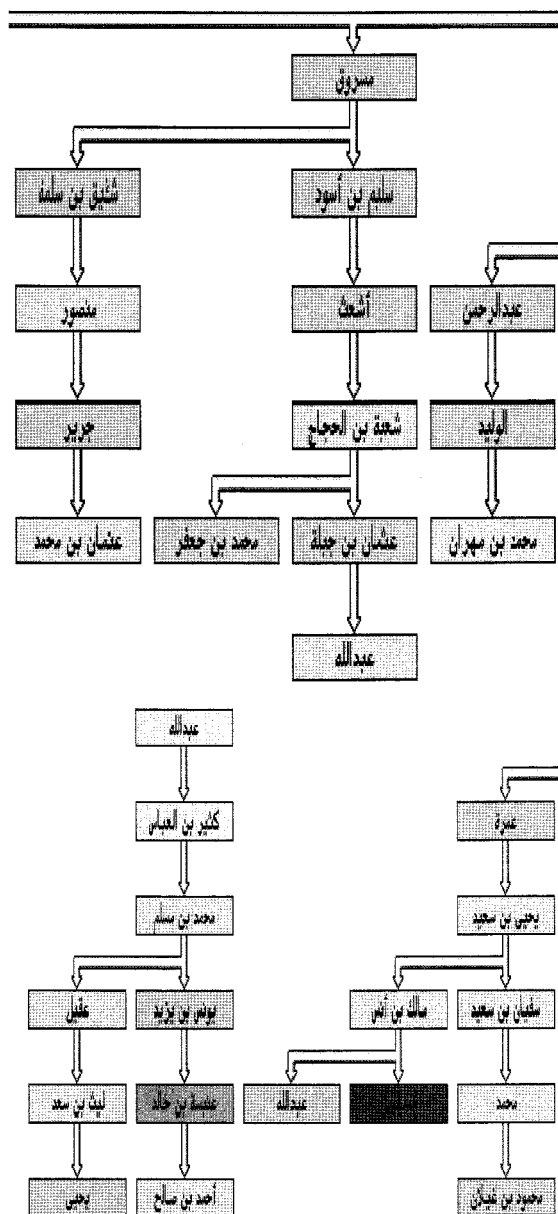 مسروق
سليم بن أسود
شقيق بن سلمة
عبدالرحمن
أشعث
منصور
الوليد
شعبة بن الحجاج
جرير
محمد بن مهران
عثمان بن جبلة
محمد بن جعفر
عثمان بن محمد
عبدالله
عبدالله
عمرة
كثير بن العباس
يحيى بن سعيد
محمد بن مسلم
سفيان بن سعيد
مالك بن أنس
يونس بن يزيد
عقيل
محمد
عبدالله
عنبسة بن خالد
ليث بن سعد
محمود بن غيلان
أحمد بن صالح
يحيى